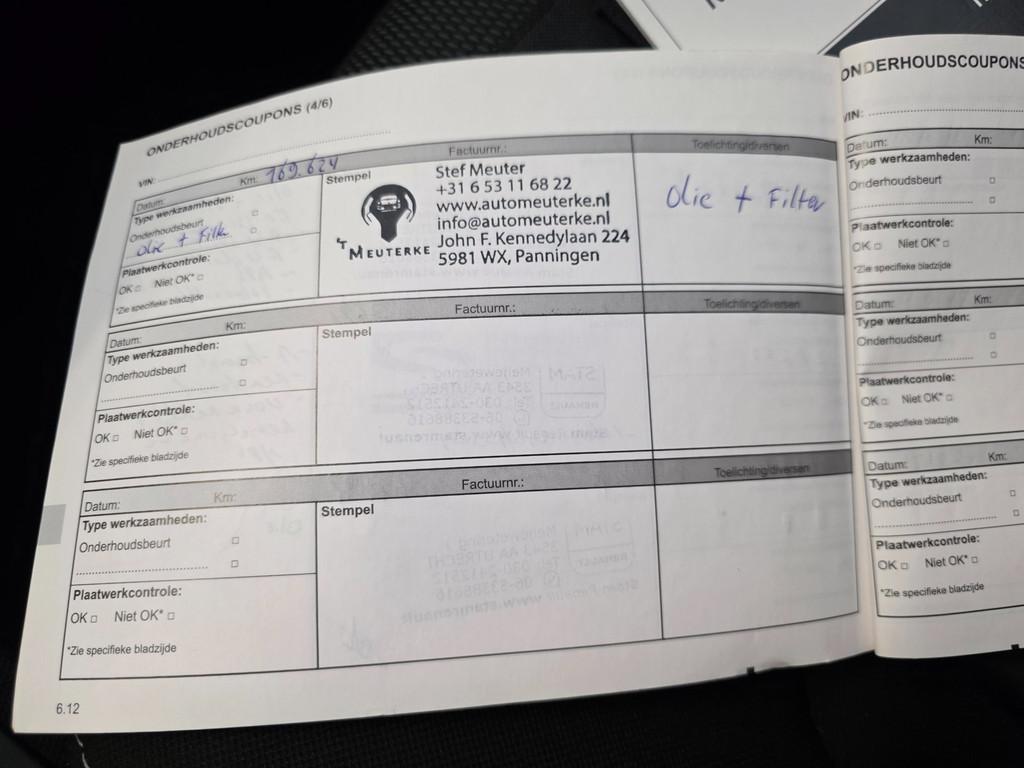 ONDERHOUDSCOUPONS (4/6)
VIN:
Datum: Km: 169.624 Factuurnr.: Toelichting/diversen
Type werkzaamheden:
Onderhoudsbeurt
olie + Filte
Plaatwerkcontrole:
OK Niet OK*
*Zie specifieke bladzijde
Stempel
'T MEUTERKE
Stef Meuter
+31 6 53 11 68 22
www.automeuterke.nl
info@automeuterke.nl
John F. Kennedylaan 224
5981 WX, Panningen
Olie + Filter
Datum: Km: Factuurnr.: Toelichting/diversen
Type werkzaamheden:
Onderhoudsbeurt
Plaatwerkcontrole:
OK Niet OK*
*Zie specifieke bladzijde
Stempel
Datum: Km: Factuurnr.: Toelichting/diversen
Type werkzaamheden:
Onderhoudsbeurt
Plaatwerkcontrole:
OK Niet OK*
*Zie specifieke bladzijde
Stempel
6.12
ONDERHOUDSCOUPONS
VIN:
Datum: Km:
Type werkzaamheden:
Onderhoudsbeurt
Plaatwerkcontrole:
OK Niet OK*
*Zie specifieke bladzijde
Datum: Km:
Type werkzaamheden:
Onderhoudsbeurt
Plaatwerkcontrole:
OK Niet OK*
*Zie specifieke bladzijde
Datum: Km:
Type werkzaamheden:
Onderhoudsbeurt
Plaatwerkcontrole:
OK Niet OK*
*Zie specifieke bladzijde